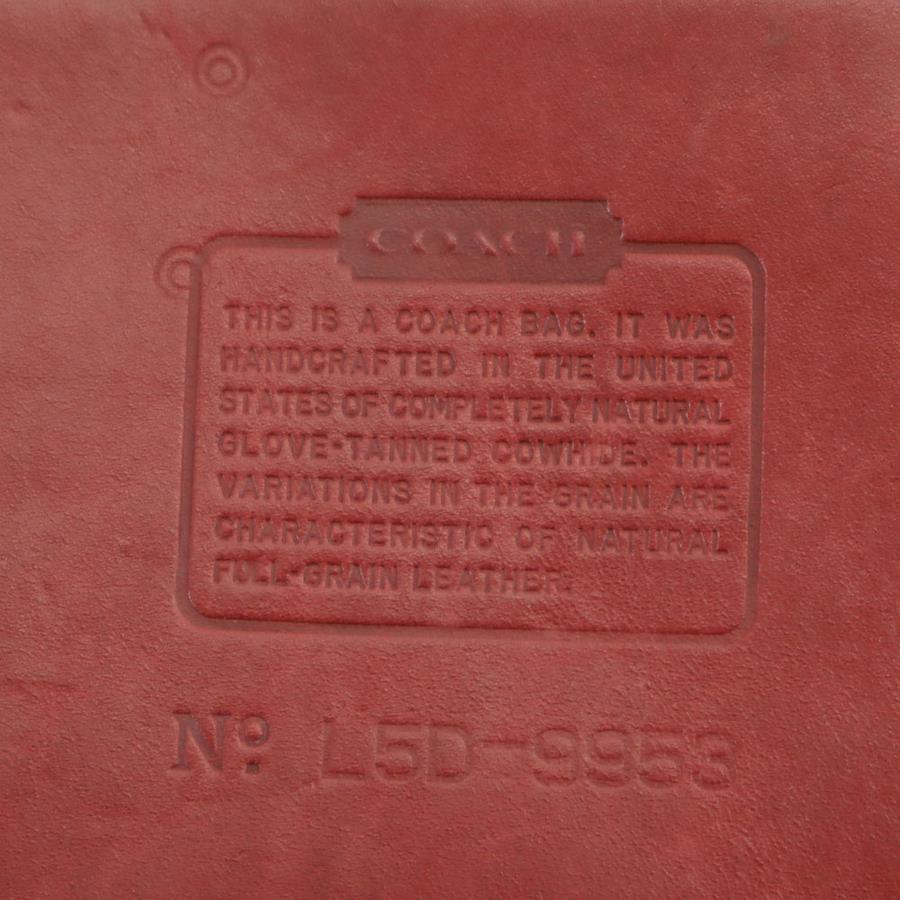 COACH
THIS IS A COACH BAG. IT WAS
HANDCRAFTED IN THE UNITED
STATES OF COMPLETELY NATURAL
GLOVE-TANNED COWHIDE. THE
VARIATIONS IN THE GRAIN ARE
CHARACTERISTIC OF NATURAL
FULL-GRAIN LEATHER.
Nº L5D-9953